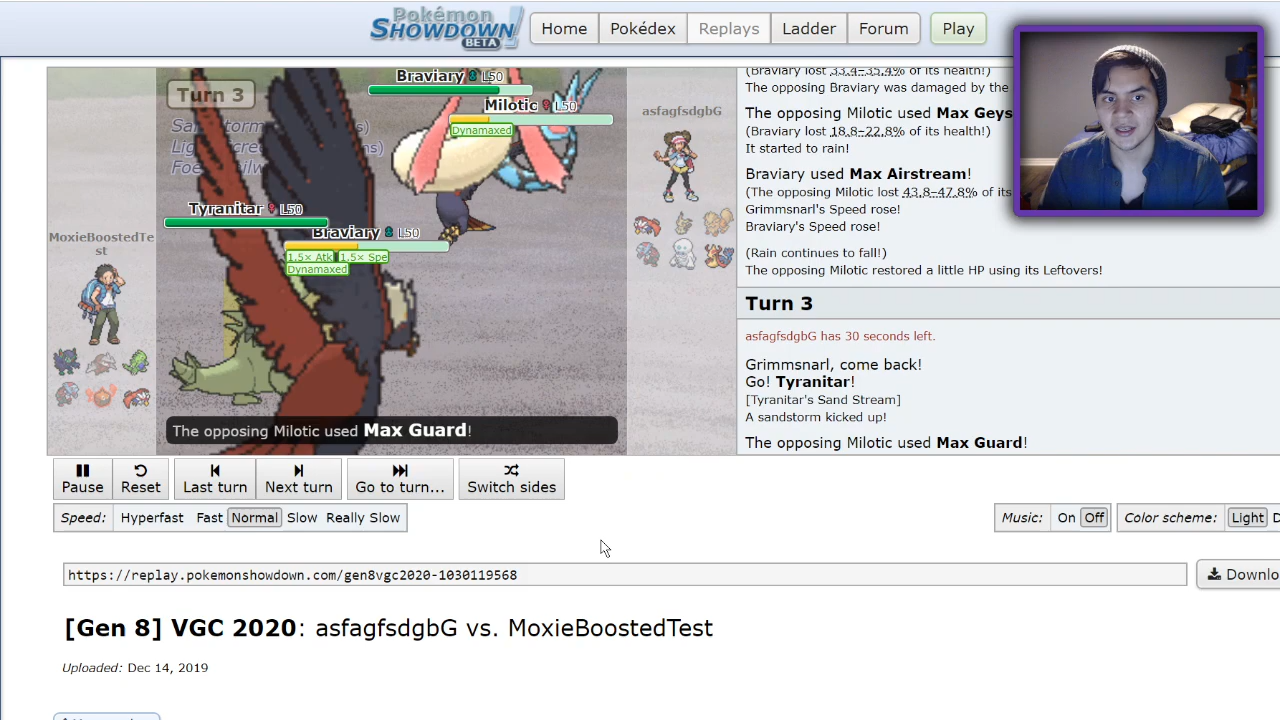 Pokémon
SHOWDOWN!
BETA
Home
Pokédex
Replays
Ladder
Forum
Play
Turn 3
Braviary L50
Milotic L50
Dynamaxed
Tyranitar L50
Braviary L50
1.5× Atk 1.5× Spe
Dynamaxed
MoxieBoostedTe
st
asfagfsdgbG
The opposing Milotic used Max Guard!
(Braviary lost 33.4–35.4% of its health!)
The opposing Braviary was damaged by the
The opposing Milotic used Max Geys
(Braviary lost 18.8–22.8% of its health!)
It started to rain!
Braviary used Max Airstream!
(The opposing Milotic lost 43.8–47.8% of its
Grimmsnarl's Speed rose!
Braviary's Speed rose!
(Rain continues to fall!)
The opposing Milotic restored a little HP using its Leftovers!
Turn 3
asfagfsdgbG has 30 seconds left.
Grimmsnarl, come back!
Go! Tyranitar!
[Tyranitar's Sand Stream]
A sandstorm kicked up!
The opposing Milotic used Max Guard!
Pause
Reset
Last turn
Next turn
Go to turn...
Switch sides
Speed: Hyperfast Fast Normal Slow Really Slow
Music: On Off
Color scheme: Light D
https://replay.pokemonshowdown.com/gen8vgc2020-1030119568
Downlo
[Gen 8] VGC 2020: asfagfsdgbG vs. MoxieBoostedTest
Uploaded: Dec 14, 2019